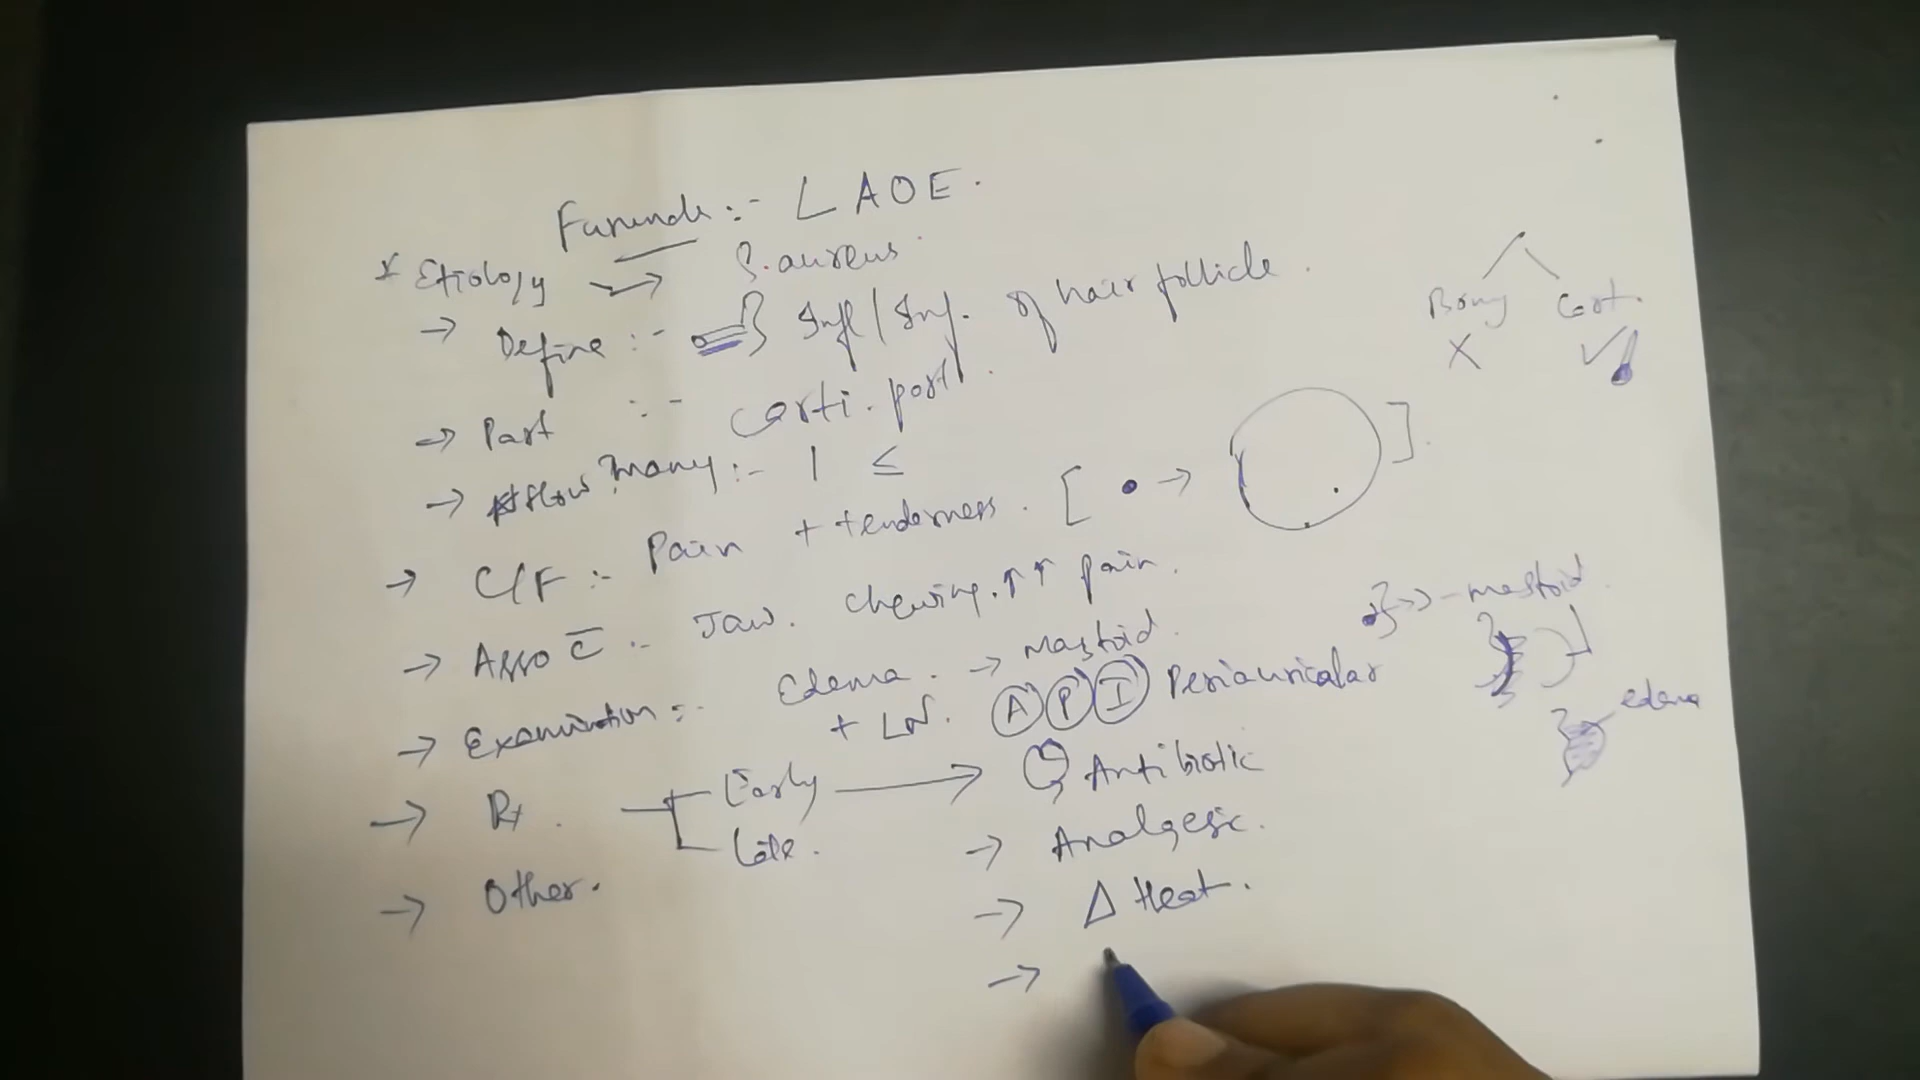 Furuncle :- LAOE.
* Etiology → S. aureus.
→ Define :- Infl / Inf. of hair follicle.
→ Part :- Carti. part.
→ How many :- 1 ≤
→ C/F :- Pain + tenderness. [ • → ].
→ Asso c̅ :- Jaw. Chewing. ↑↑ pain.
→ Examination :- Edema. → Mastoid.
+ LN. (A) (P) (I) Periauricular
→ Rx. Early → Antibiotic
Late. → Analgesic.
→ Other. → Δ Heat.
→
Bony Cart.
X ✓
→ - mastoid.
edema